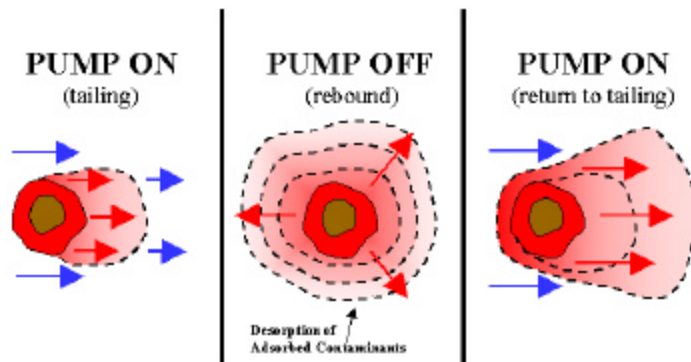 PUMP ON
(tailing)
PUMP OFF
(rebound)
PUMP ON
(return to tailing)
Desorption of
Adsorbed Contaminants